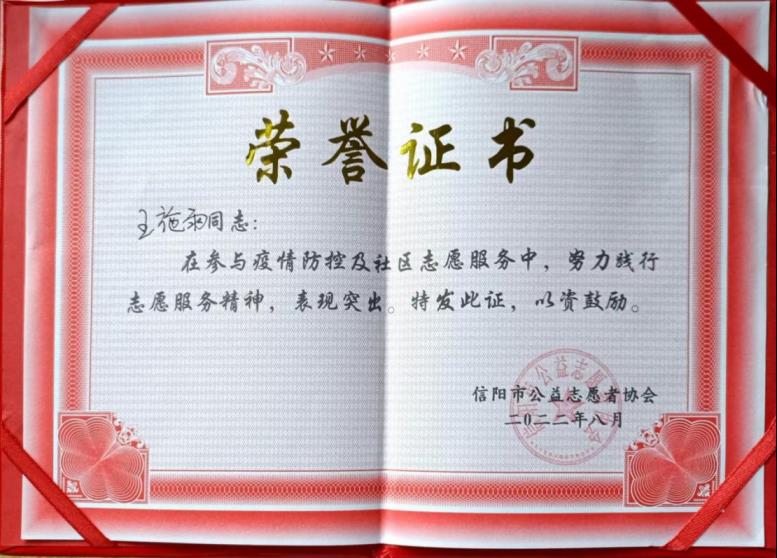 荣誉证书
王施雨同志：
在参与疫情防控及社区志愿服务中，努力践行
志愿服务精神，表现突出。特发此证，以资鼓励。
信阳市公益志愿者协会
二〇二二年八月